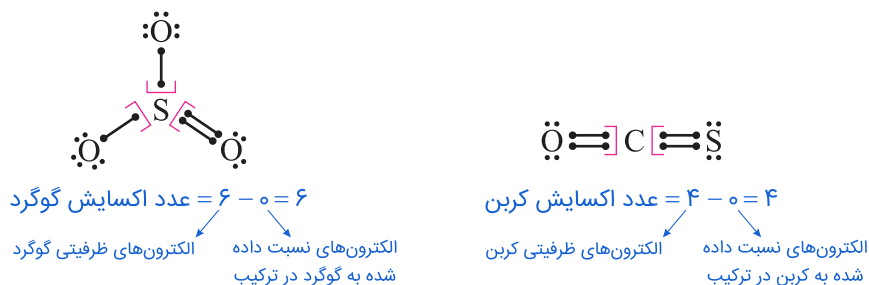 O
S
O O
عدد اکسایش گوگرد = ۶ − ۰ = ۶
الکترون‌های ظرفیتی گوگرد
الکترون‌های نسبت داده
شده به گوگرد در ترکیب
O C S
عدد اکسایش کربن = ۴ − ۰ = ۴
الکترون‌های ظرفیتی کربن
الکترون‌های نسبت داده
شده به کربن در ترکیب